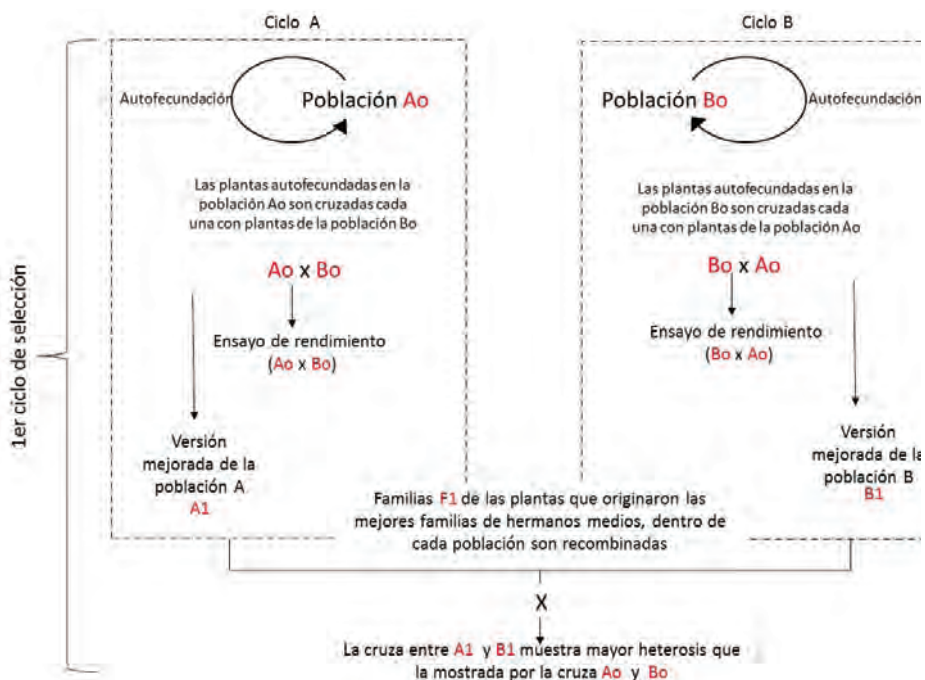 Ciclo A
Autofecundación
Población Ao
Las plantas autofecundadas en la
población Ao son cruzadas cada
una con plantas de la población Bo
Ao x Bo
Ensayo de rendimiento
(Ao x Bo)
Versión
mejorada de la
población A
A1
Ciclo B
Población Bo
Autofecundación
Las plantas autofecundadas en la
población Bo son cruzadas cada
una con plantas de la población Ao
Bo x Ao
Ensayo de rendimiento
(Bo x Ao)
Versión
mejorada de la
población B
B1
1er ciclo de selección
Familias F1 de las plantas que originaron las
mejores familias de hermanos medios, dentro de
cada población son recombinadas
X
La cruza entre A1 y B1 muestra mayor heterosis que
la mostrada por la cruza Ao y Bo